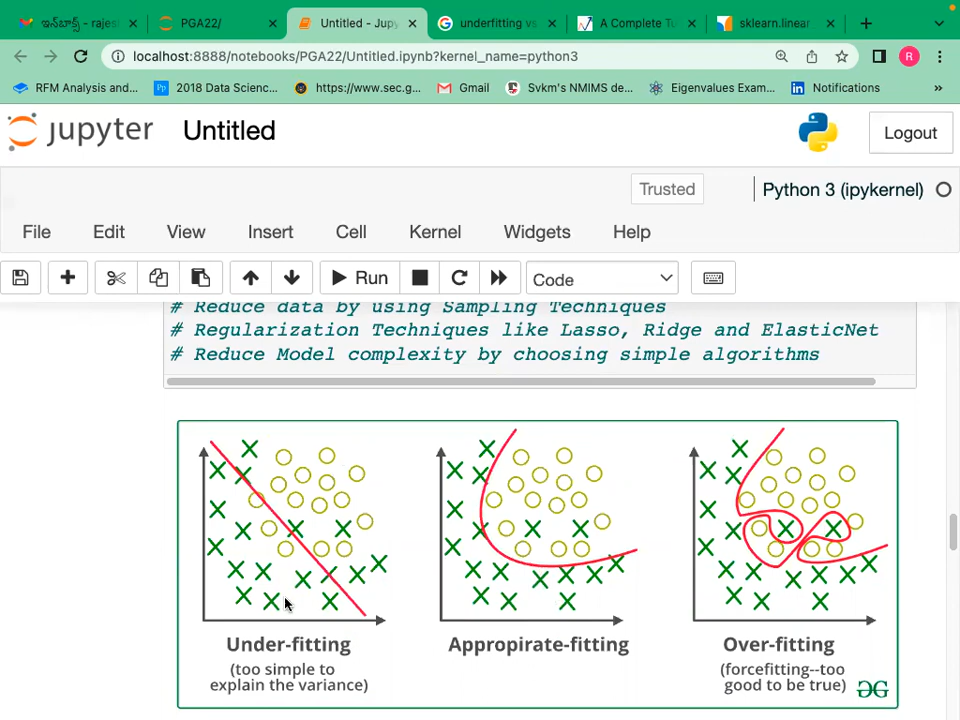 ఇన్‌బాక్స్ - rajes
PGA22/
Untitled - Jupy
underfitting vs
A Complete Tu
sklearn.linear
localhost:8888/notebooks/PGA22/Untitled.ipynb?kernel_name=python3
R
RFM Analysis and...
2018 Data Scienc...
https://www.sec.g...
Gmail
Svkm's NMIMS de...
Eigenvalues Exam...
Notifications
»
jupyter
Untitled
Logout
Trusted
Python 3 (ipykernel)
File Edit View Insert Cell Kernel Widgets Help
Run
Code
# Reduce data by using Sampling Techniques
# Regularization Techniques like Lasso, Ridge and ElasticNet
# Reduce Model complexity by choosing simple algorithms
Under-fitting
(too simple to
explain the variance)
Appropirate-fitting
Over-fitting
(forcefitting--too
good to be true)